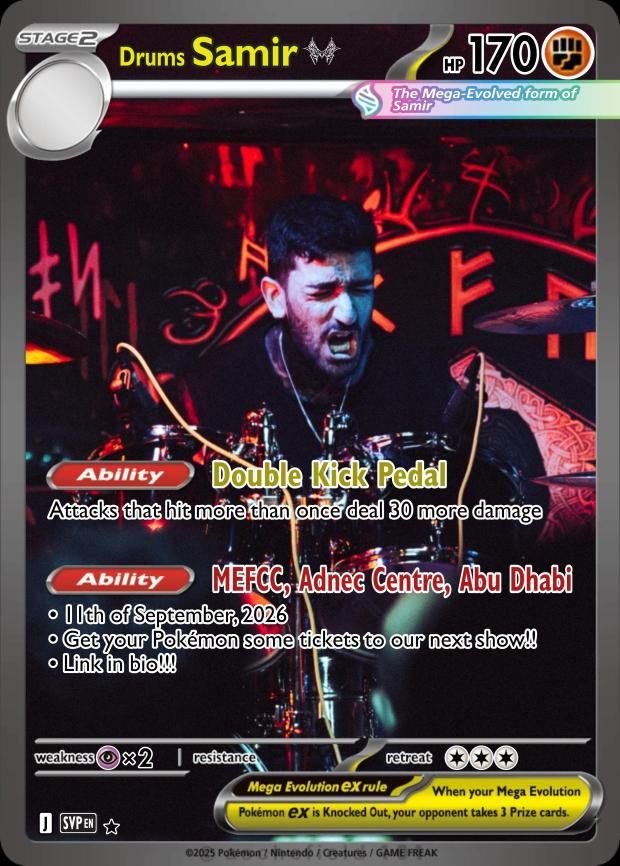 STAGE2
Drums Samir
HP 170
The Mega-Evolved form of
Samir
Ability Double Kick Pedal
Attacks that hit more than once deal 30 more damage
Ability MEFCC, Adnec Centre, Abu Dhabi
• 11th of September, 2026
• Get your Pokémon some tickets to our next show!!
• Link in bio!!!
weakness ×2 resistance retreat
Mega Evolution ex rule When your Mega Evolution
Pokémon ex is Knocked Out, your opponent takes 3 Prize cards.
J SVP EN
©2025 Pokémon / Nintendo / Creatures / GAME FREAK